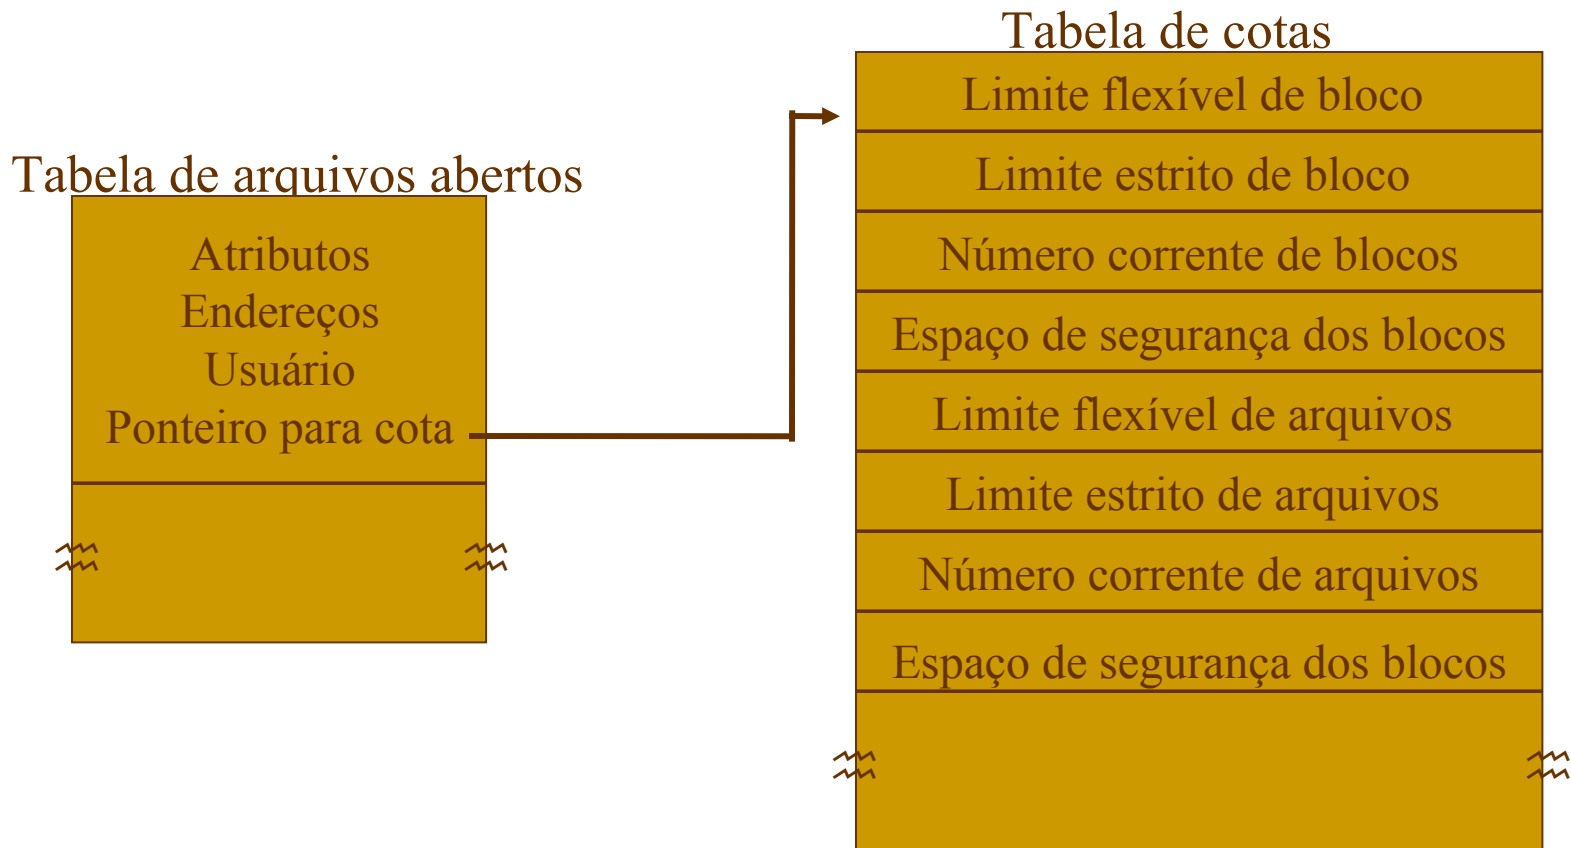 Tabela de cotas
Tabela de arquivos abertos
Atributos
Endereços
Usuário
Ponteiro para cota
Limite flexível de bloco
Limite estrito de bloco
Número corrente de blocos
Espaço de segurança dos blocos
Limite flexível de arquivos
Limite estrito de arquivos
Número corrente de arquivos
Espaço de segurança dos blocos